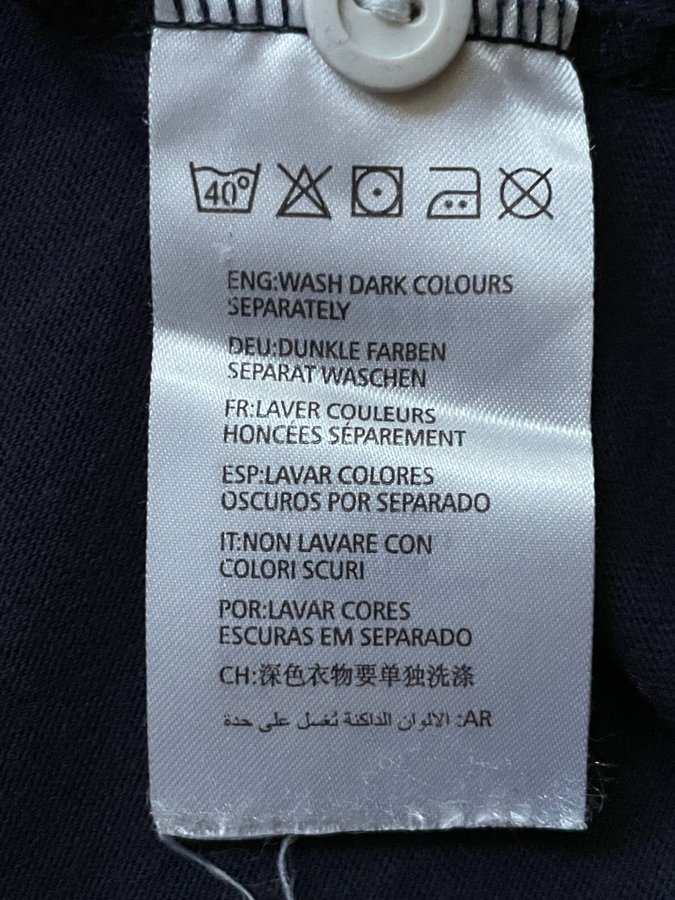 40°
ENG:WASH DARK COLOURS
SEPARATELY
DEU:DUNKLE FARBEN
SEPARAT WASCHEN
FR:LAVER COULEURS
HONCÉES SÉPAREMENT
ESP:LAVAR COLORES
OSCUROS POR SEPARADO
IT:NON LAVARE CON
COLORI SCURI
POR:LAVAR CORES
ESCURAS EM SEPARADO
CH:深色衣物要单独洗涤
AR: الالوان الداكنة تُغسل على حدة